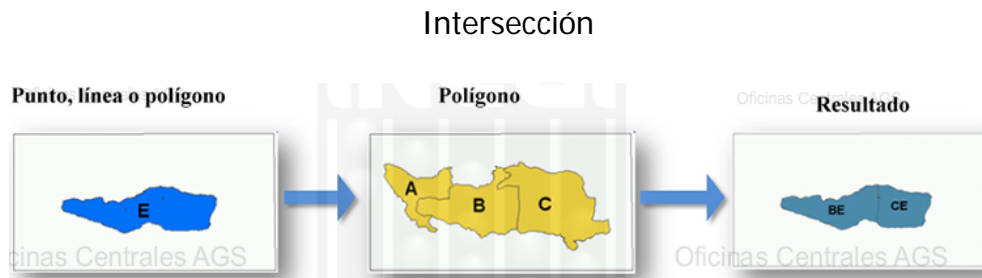 Intersección
Punto, línea o polígono
Polígono
Oficinas Centrales AGS
Resultado
E
A
B
C
BE
CE
Oficinas Centrales AGS
Oficinas Centrales AGS